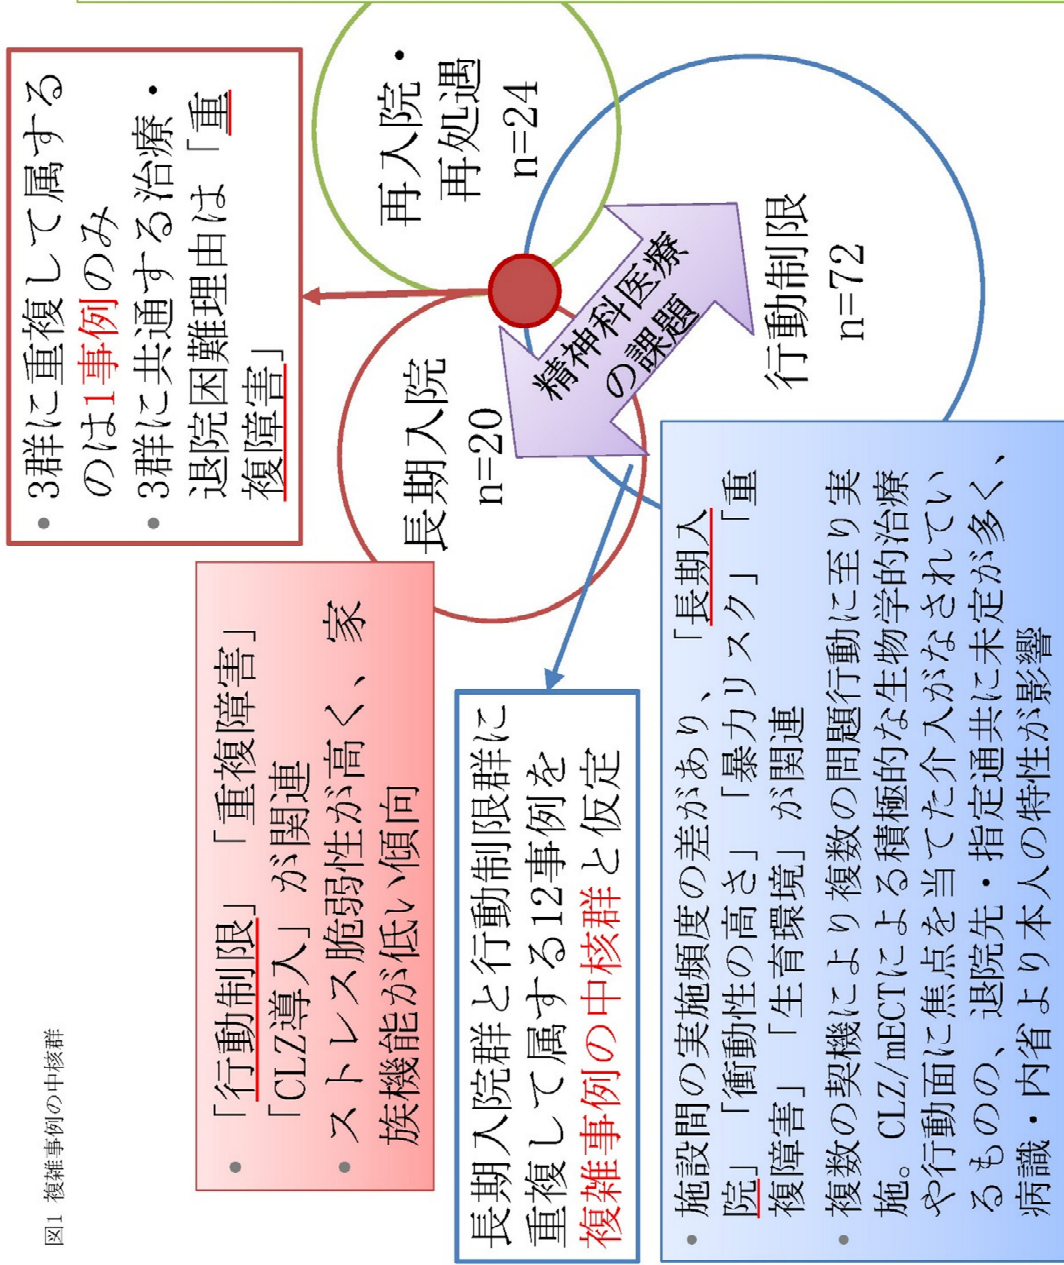 図1 複雑事例の中核群
・「行動制限」「重複障害」
「CLZ導入」が関連
・ストレス脆弱性が高く、家
族機能が低い傾向
・3群に重複して属する
のは1事例のみ
・3群に共通する治療・
退院困難理由は「重
複障害」
長期入院
n=20
再入院・
再処遇
n=24
精神科医療
の課題
行動制限
n=72
長期入院群と行動制限群に
重複して属する12事例を
複雑事例の中核群と仮定
・施設間の実施頻度の差があり、「長期入
院」「衝動性の高さ」「暴力リスク」「重
複障害」「生育環境」が関連
・複数の契機により複数の問題行動に至り実
施。CLZ/mECTによる積極的な生物学的治療
や行動面に焦点を当てた介入がなされてい
るものの、退院先・指定通共に未定が多く、
病識・内省より本人の特性が影響